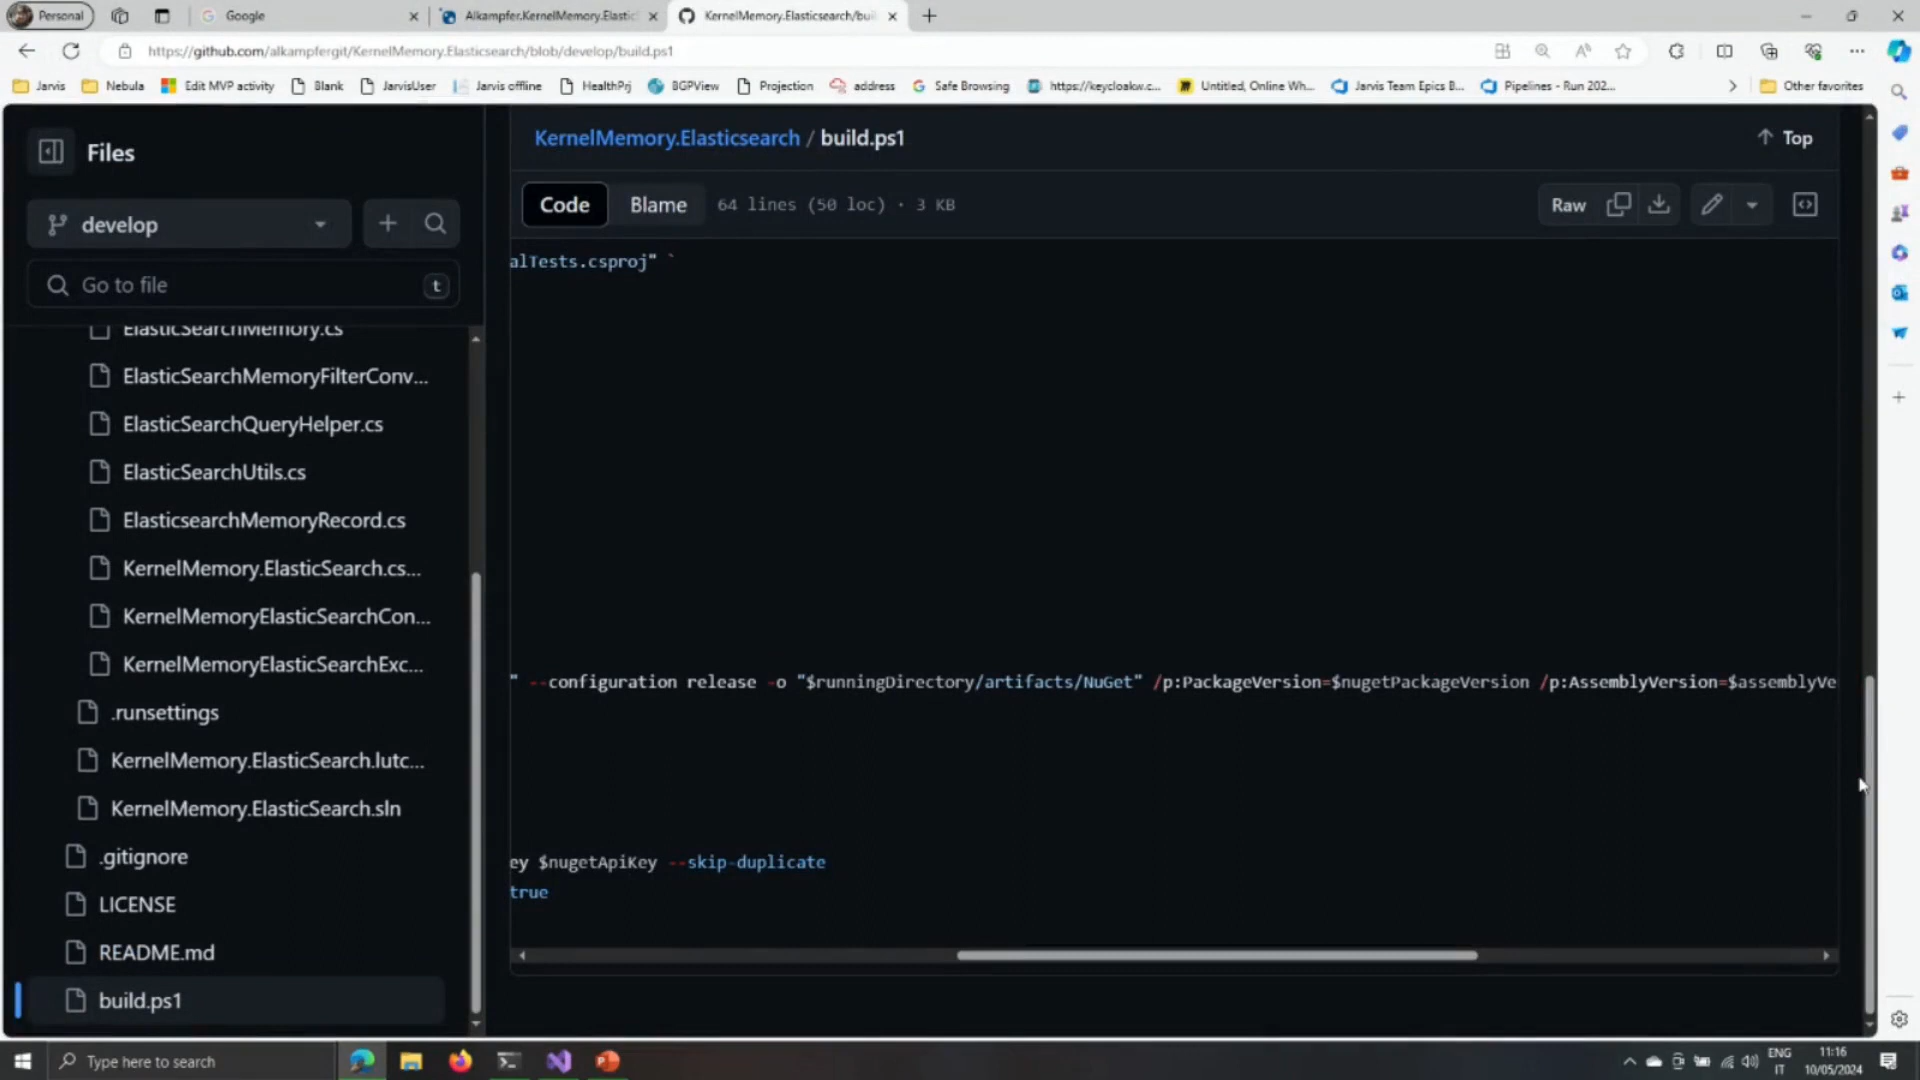 Personal
Google
Alkampfer.KernelMemory.Elastic
KernelMemory.Elasticsearch/buil
https://github.com/alkampfergit/KernelMemory.Elasticsearch/blob/develop/build.ps1
Jarvis
Nebula
Edit MVP activity
Blank
JarvisUser
Jarvis offline
HealthPrj
BGPView
Projection
address
Safe Browsing
https://keycloakw.c...
Untitled, Online Wh...
Jarvis Team Epics B...
Pipelines - Run 202...
Other favorites
Files
develop
Go to file
t
ElasticSearchMemory.cs
ElasticSearchMemoryFilterConv...
ElasticSearchQueryHelper.cs
ElasticSearchUtils.cs
ElasticsearchMemoryRecord.cs
KernelMemory.ElasticSearch.cs...
KernelMemoryElasticSearchCon...
KernelMemoryElasticSearchExc...
.runsettings
KernelMemory.ElasticSearch.lutc...
KernelMemory.ElasticSearch.sln
.gitignore
LICENSE
README.md
build.ps1
KernelMemory.Elasticsearch / build.ps1
Top
Code
Blame
64 lines (50 loc) · 3 KB
Raw
alTests.csproj" `
" --configuration release -o "$runningDirectory/artifacts/NuGet" /p:PackageVersion=$nugetPackageVersion /p:AssemblyVersion=$assemblyVe
ey $nugetApiKey --skip-duplicate
true
Type here to search
ENG
IT
11:16
10/05/2024